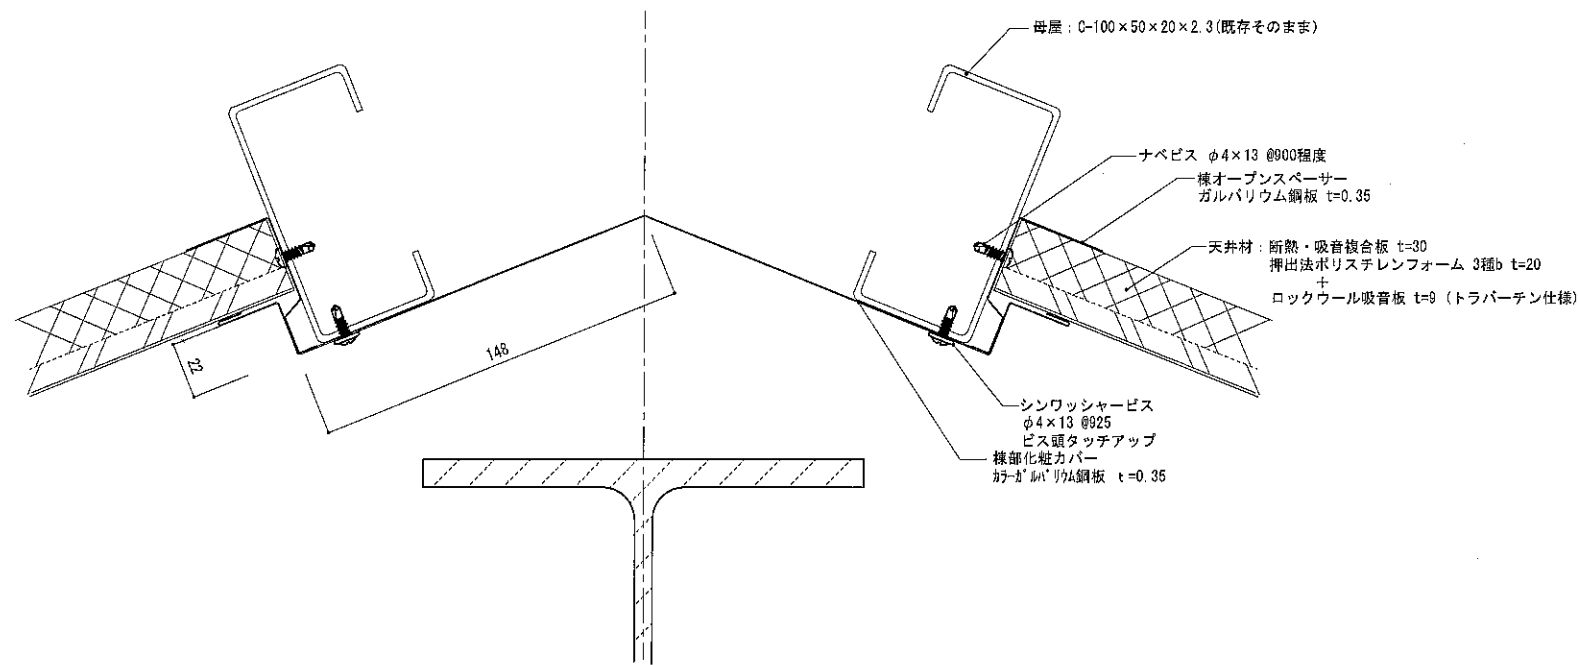 母屋：C-100×50×20×2.3(既存そのまま)
ナベビス φ4×13 @900程度
棟オープンスペーサー
ガルバリウム鋼板 t=0.35
天井材：断熱・吸音複合板 t=30
押出法ポリスチレンフォーム 3種b t=20
+
ロックウール吸音板 t=9 (トラバーチン仕様)
22
148
シンワッシャービス
φ4×13 @925
ビス頭タッチアップ
棟部化粧カバー
ｶﾗｰｶﾞﾙﾊﾞﾘｳﾑ鋼板 t=0.35